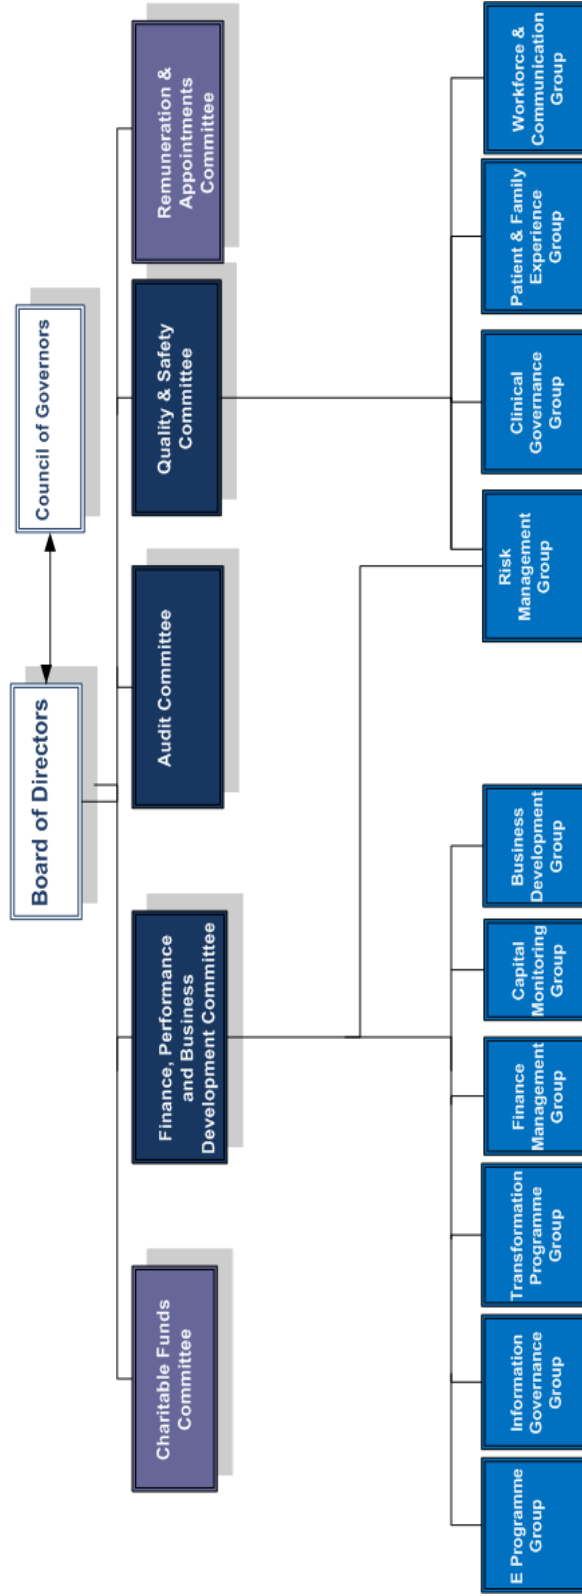 Board of Directors
Council of Governors
Charitable Funds
Committee
Finance, Performance
and Business
Development Committee
Audit Committee
Quality & Safety
Committee
Remuneration &
Appointments
Committee
E Programme
Group
Information
Governance
Group
Transformation
Programme
Group
Finance
Management
Group
Capital
Monitoring
Group
Business
Development
Group
Risk
Management
Group
Clinical
Governance
Group
Patient & Family
Experience
Group
Workforce &
Communication
Group